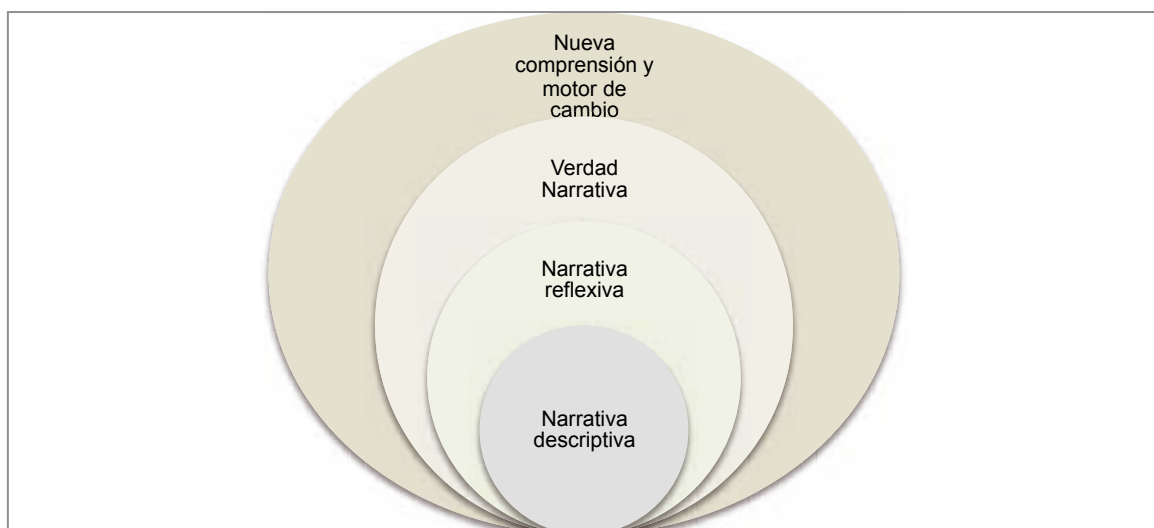 Nueva
comprensión y
motor de
cambio
Verdad
Narrativa
Narrativa
reflexiva
Narrativa
descriptiva